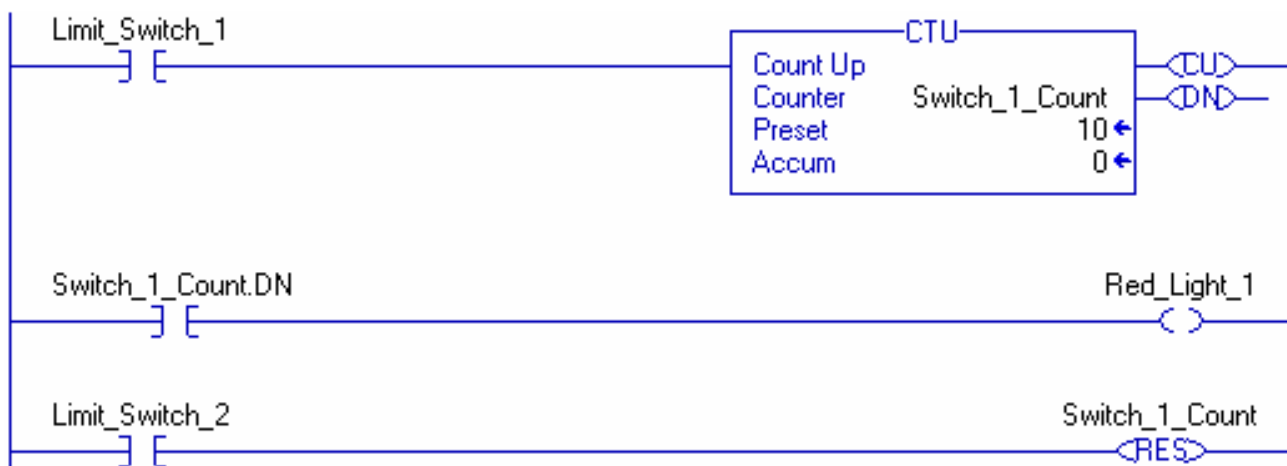 Limit_Switch_1
CTU
Count Up
CU
Counter Switch_1_Count
DN
Preset 10
Accum 0
Switch_1_Count.DN Red_Light_1
Limit_Switch_2 Switch_1_Count
RES